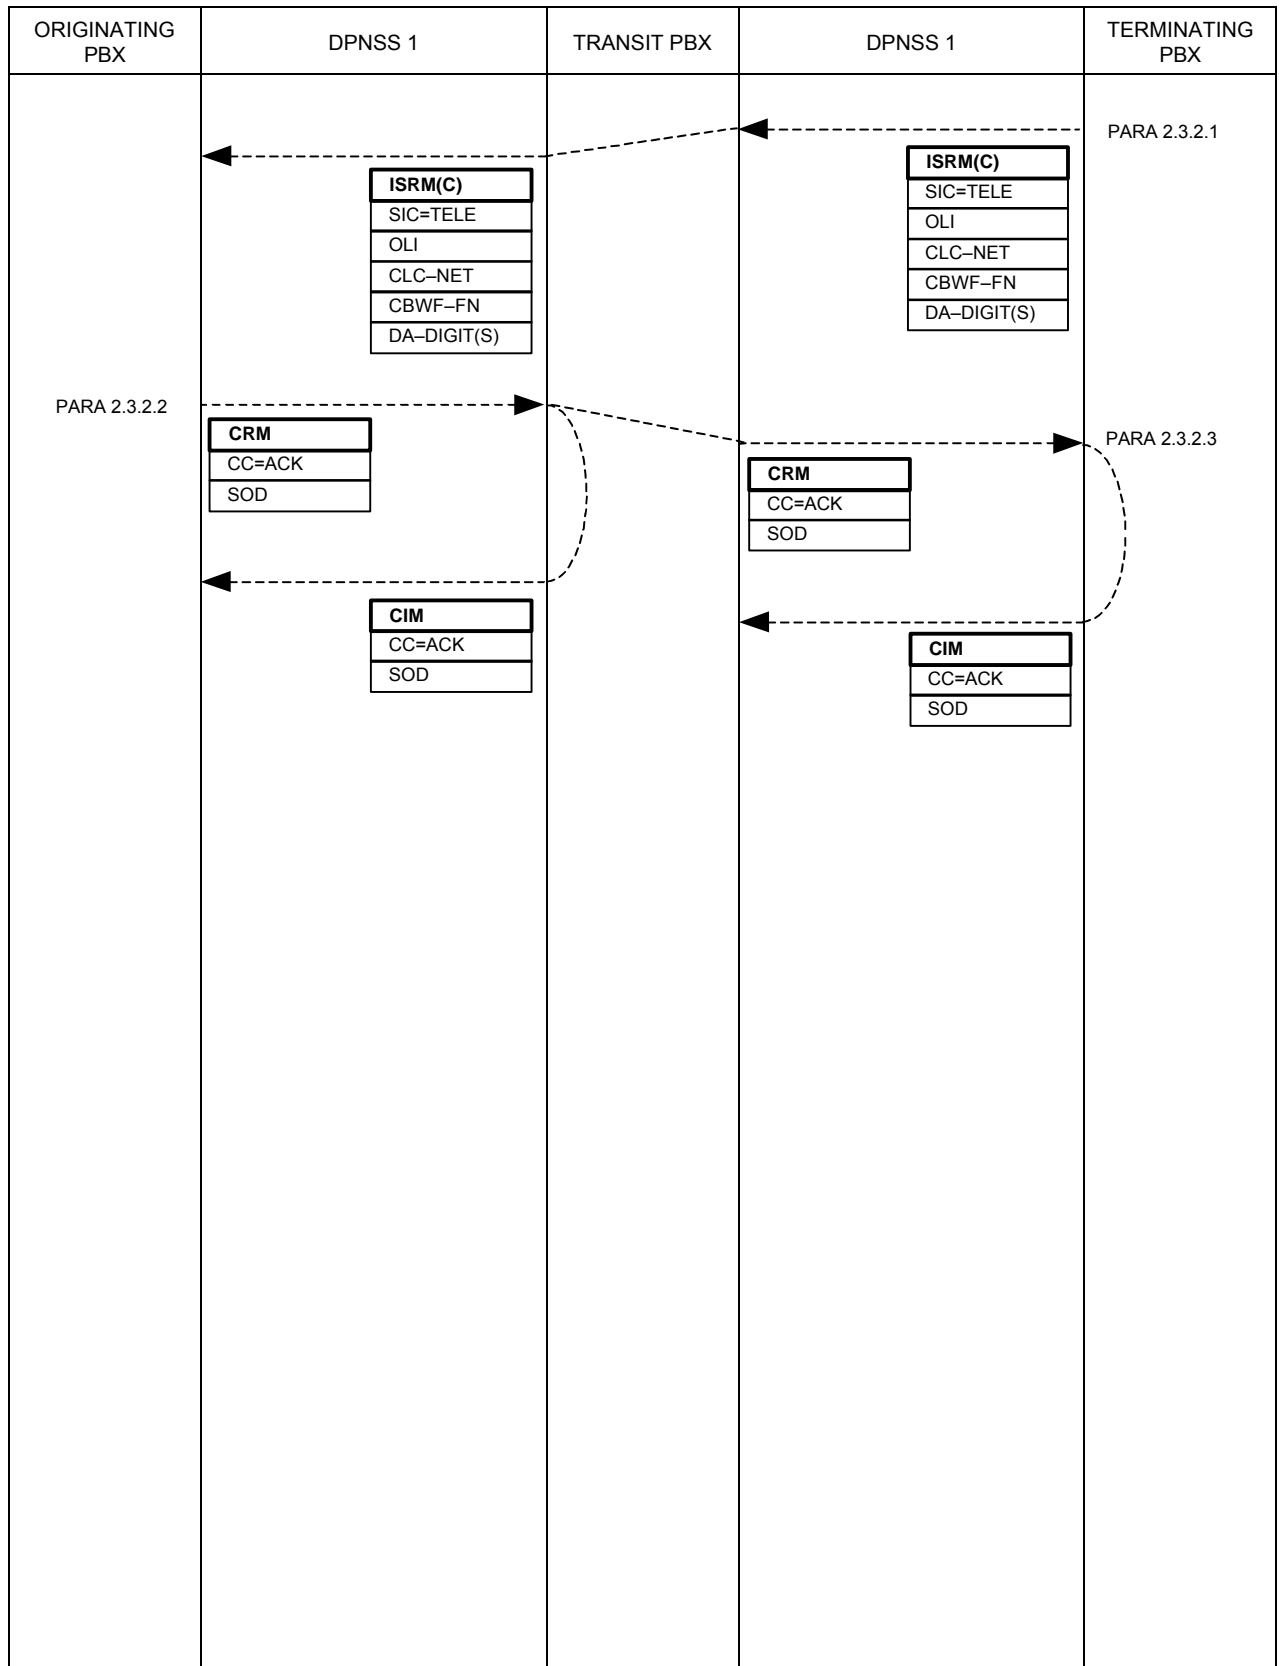 ORIGINATING
PBX
DPNSS 1
TRANSIT PBX
DPNSS 1
TERMINATING
PBX
PARA 2.3.2.1
ISRM(C)
SIC=TELE
OLI
CLC–NET
CBWF–FN
DA–DIGIT(S)
ISRM(C)
SIC=TELE
OLI
CLC–NET
CBWF–FN
DA–DIGIT(S)
PARA 2.3.2.2
CRM
CC=ACK
SOD
PARA 2.3.2.3
CRM
CC=ACK
SOD
CIM
CC=ACK
SOD
CIM
CC=ACK
SOD